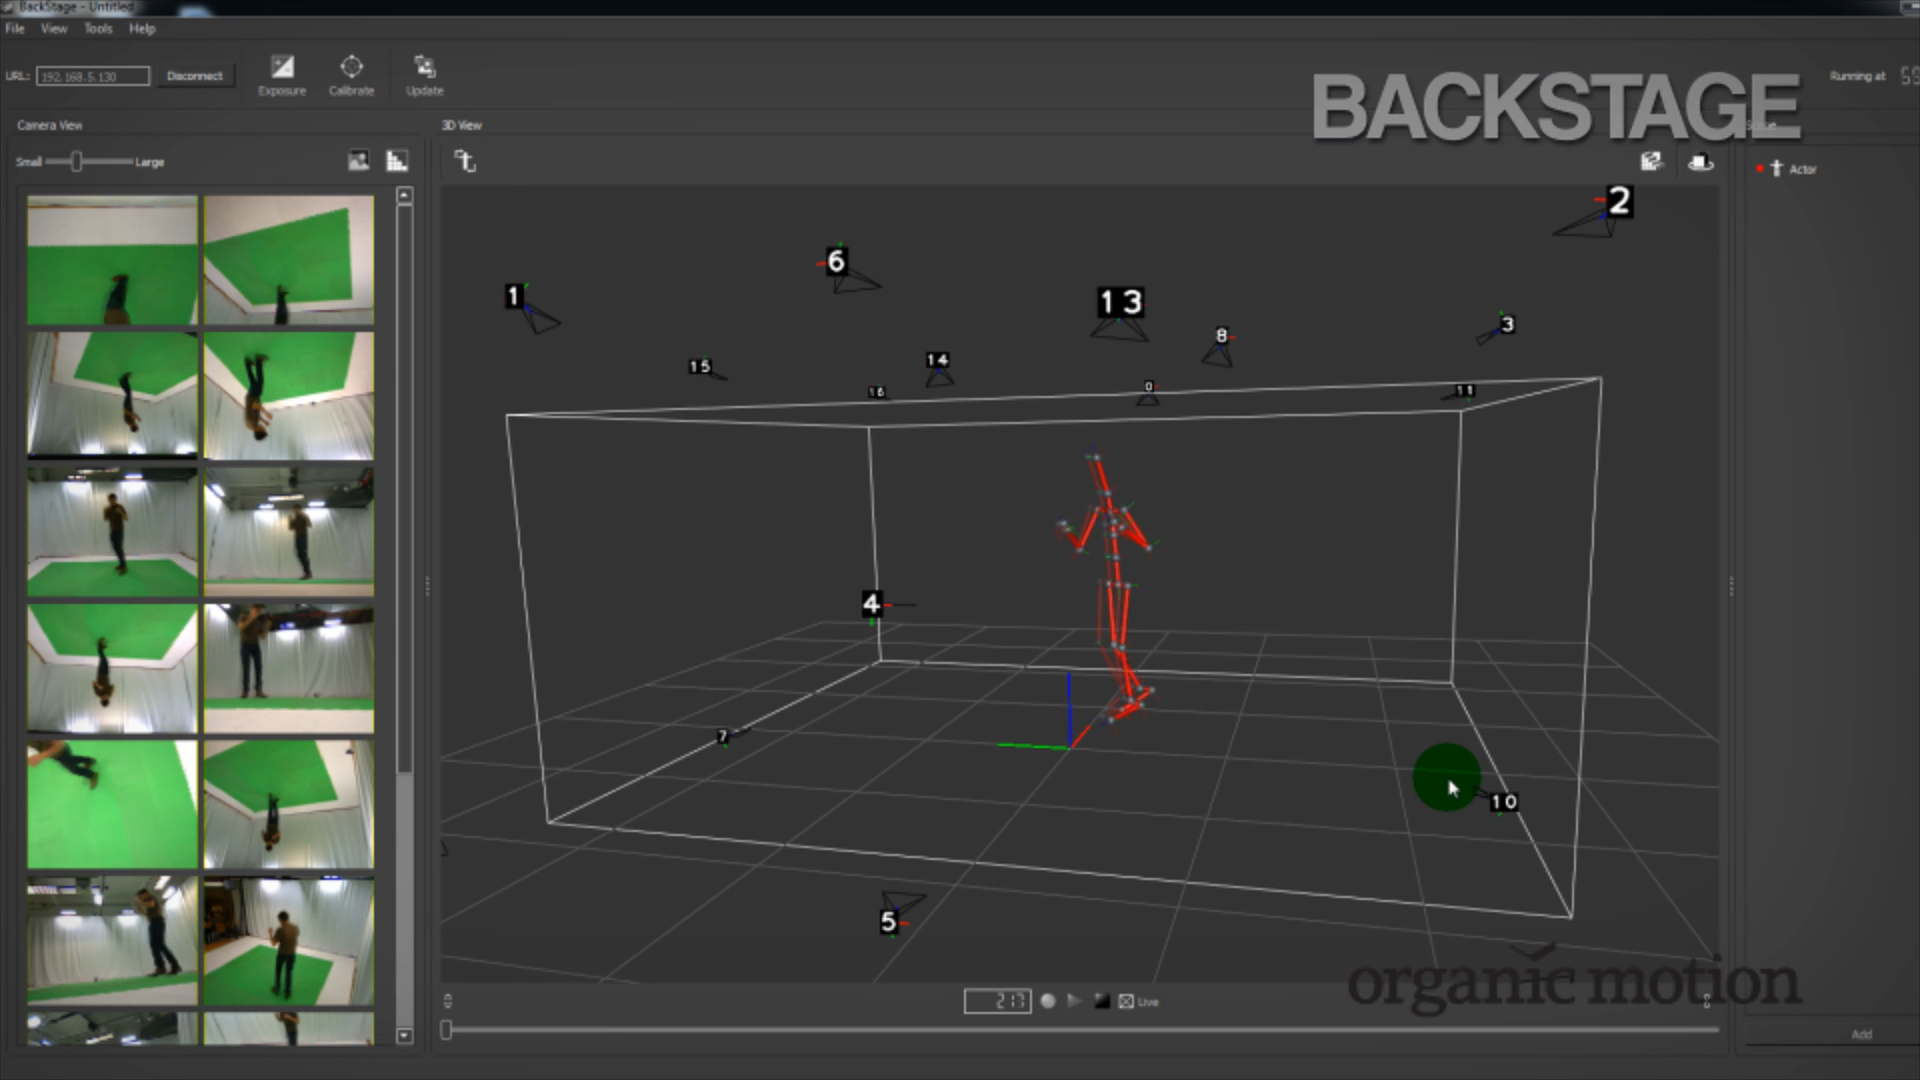 BackStage - Untitled
File View Tools Help
URL: 192.168.5.130 Disconnect
Exposure Calibrate Update
BACKSTAGE
Running at
Camera View
3D View
Small Large
Actor
2
6
1
13
3
8
15
14
16
0
11
4
7
10
5
organic motion
217 Live
Add